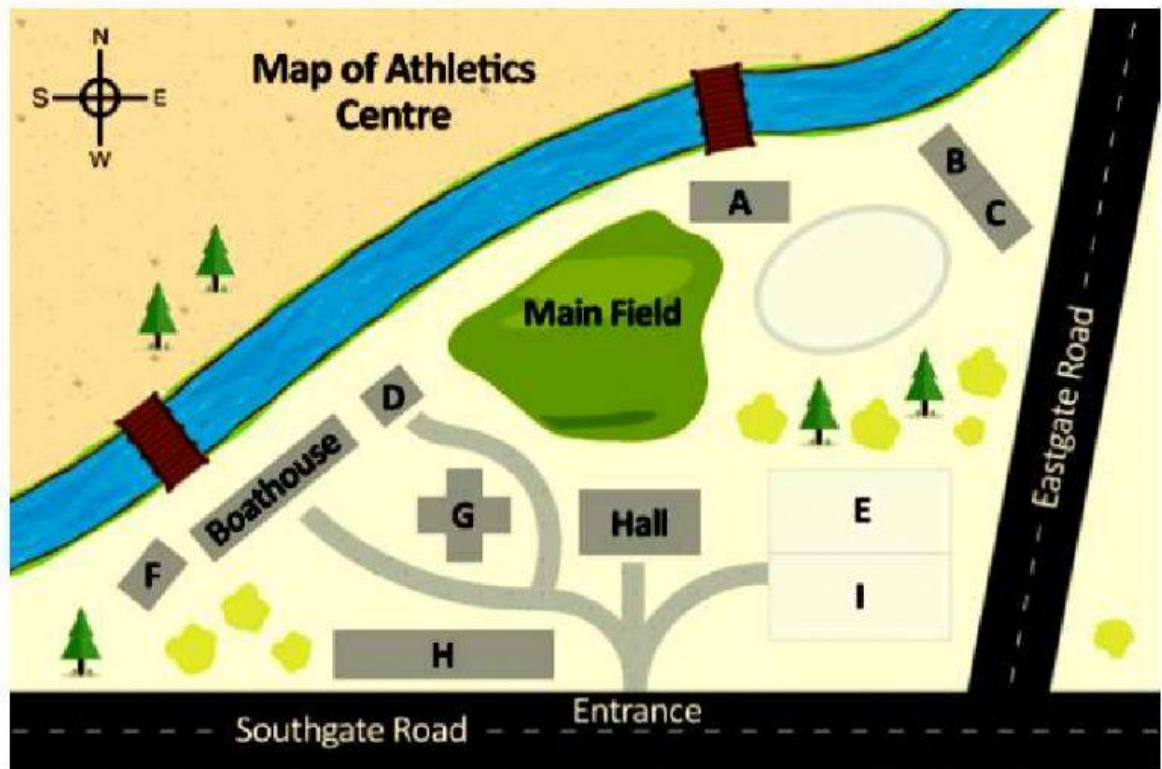 N
Map of Athletics
S E
Centre
W
B
A
C
Main Field
Eastgate Road
D
Boathouse
G
Hall
E
F
I
H
Entrance
Southgate Road